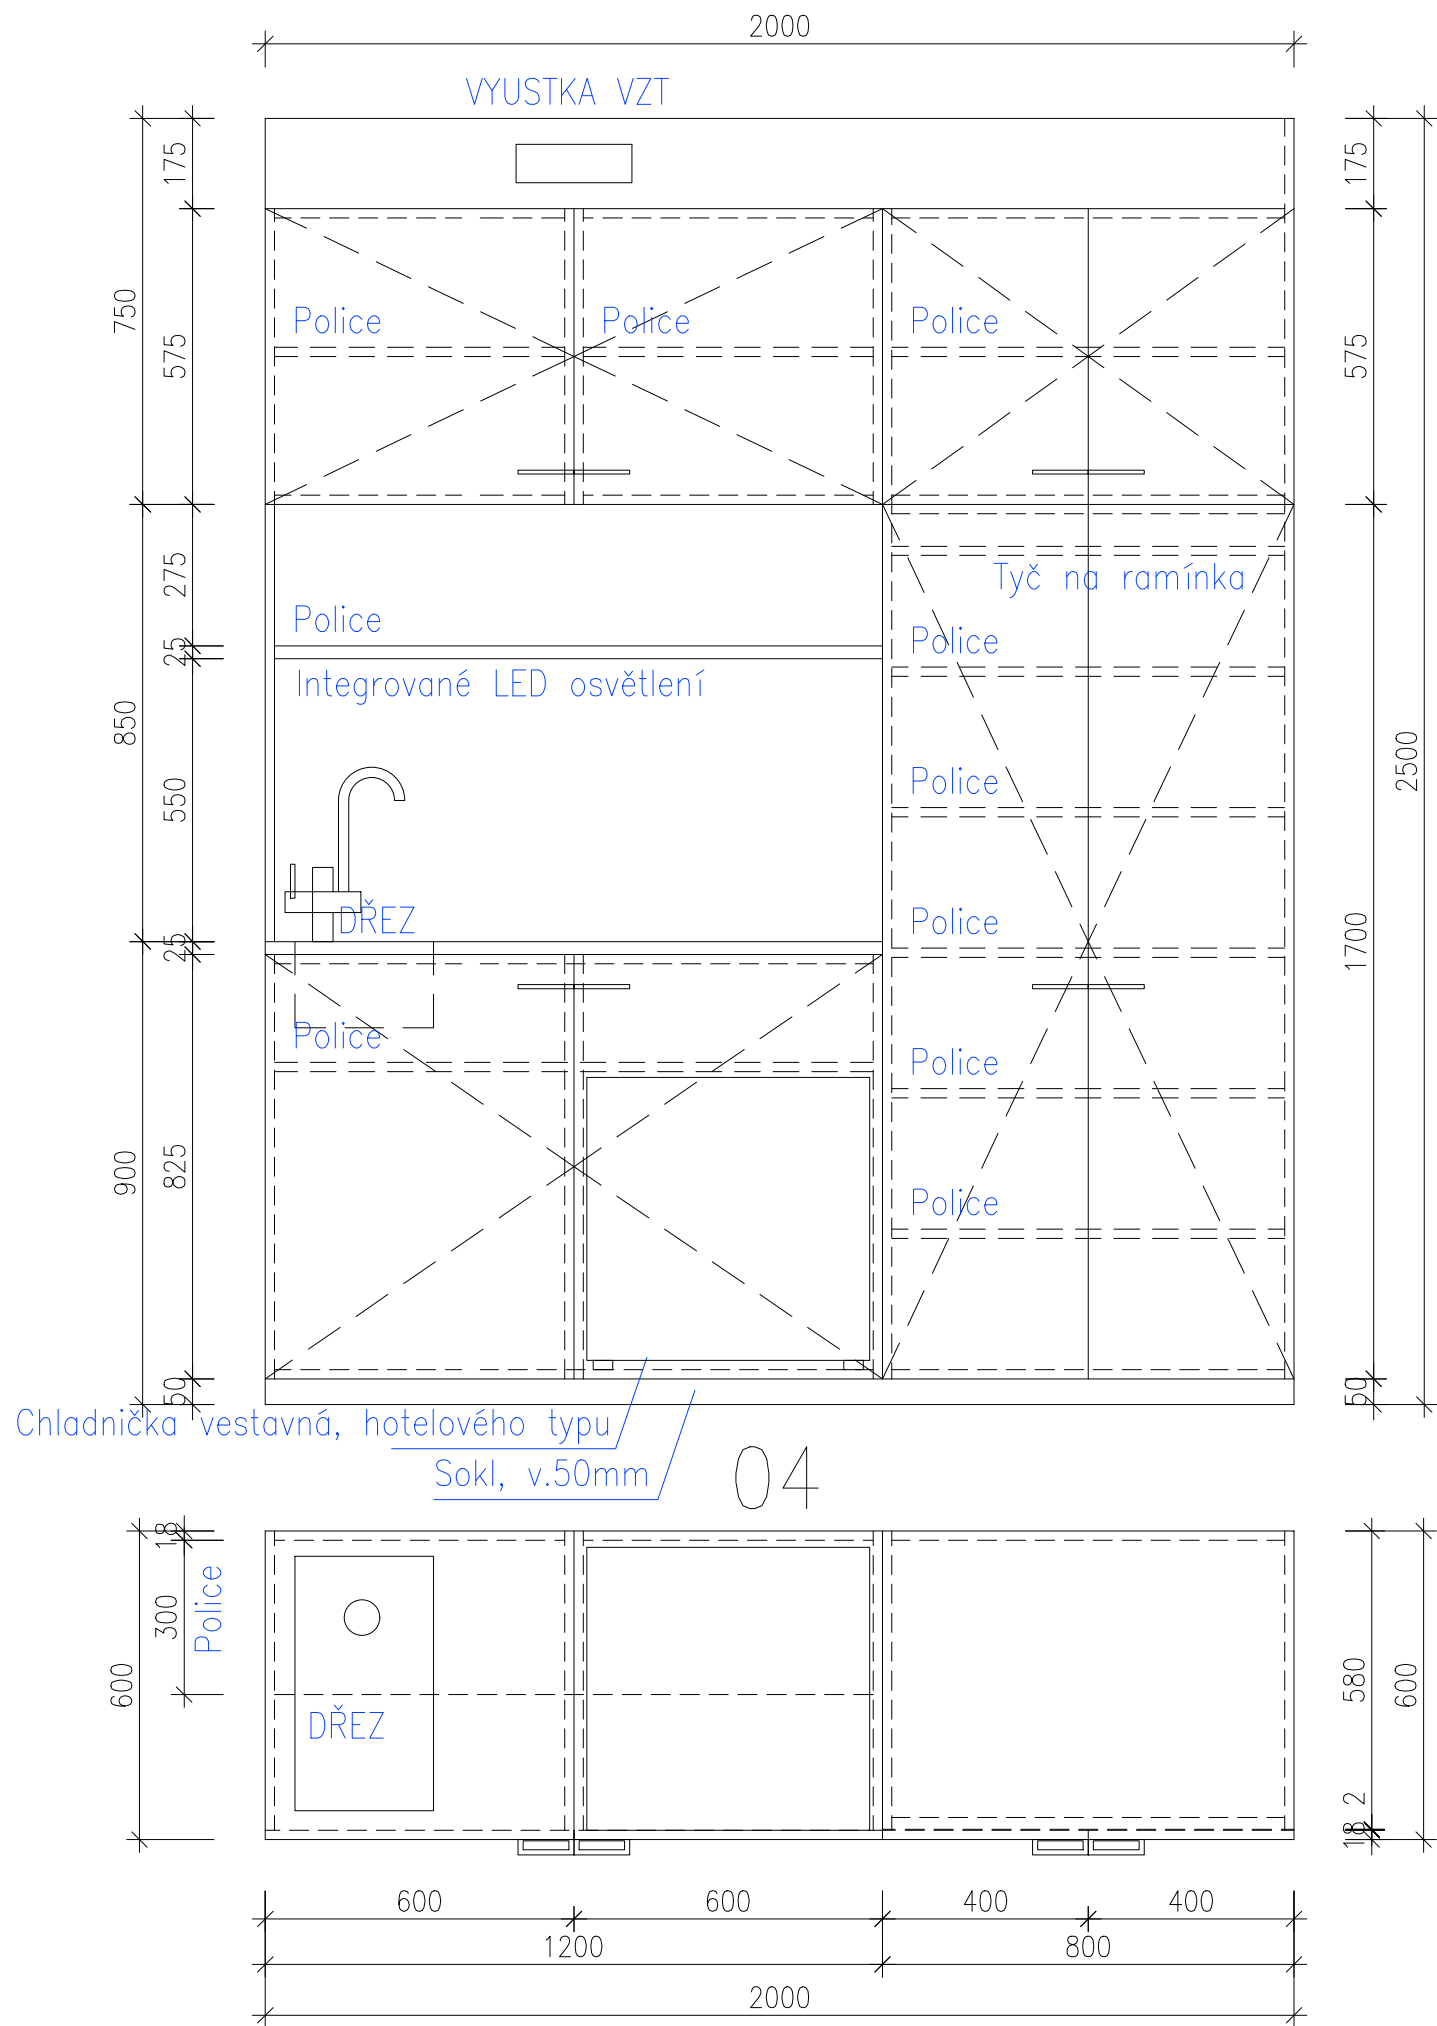 2000
VYUSTKA VZT
175
175
750
575
575
Police
Police
Police
275
Tyč na ramínka
Police
Police
25
Integrované LED osvětlení
850
550
2500
Police
DŘEZ
Police
25
1700
Police
Police
900
825
Police
50
50
Chladnička vestavná, hotelového typu
Sokl, v.50mm
04
18
300
Police
600
DŘEZ
580
600
2
18
600
600
400
400
1200
800
2000